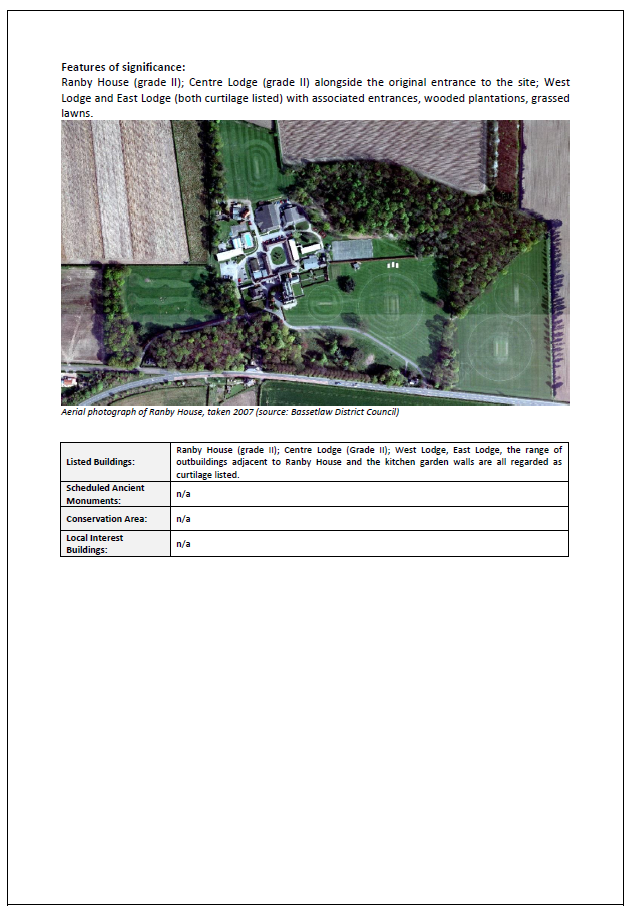 Features of significance:
Ranby House (grade II); Centre Lodge (grade II) alongside the original entrance to the site; West
Lodge and East Lodge (both curtilage listed) with associated entrances, wooded plantations, grassed
lawns.
Aerial photograph of Ranby House, taken 2007 (source: Bassetlaw District Council)
Listed Buildings:
Ranby House (grade II); Centre Lodge (Grade II); West Lodge, East Lodge, the range of
outbuildings adjacent to Ranby House and the kitchen garden walls are all regarded as
curtilage listed.
Scheduled Ancient
Monuments:
n/a
Conservation Area:
n/a
Local Interest
Buildings:
n/a